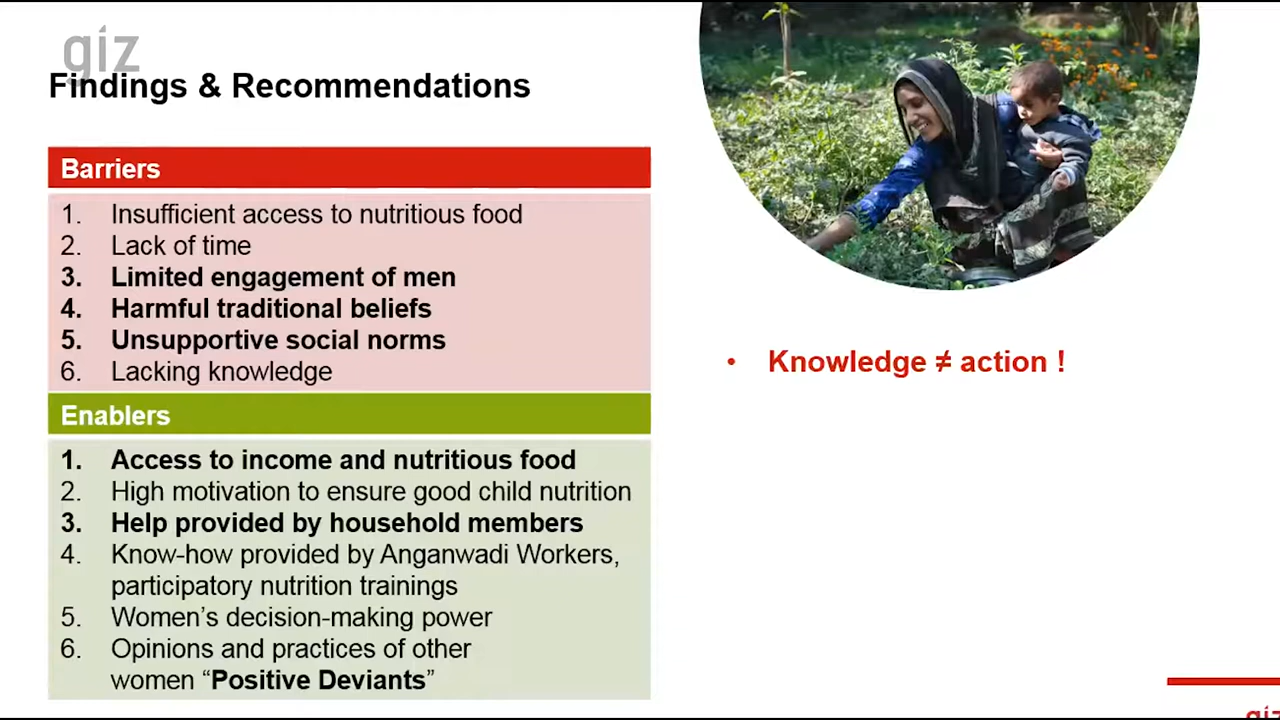 giz
Findings & Recommendations
Barriers
1. Insufficient access to nutritious food
2. Lack of time
3. Limited engagement of men
4. Harmful traditional beliefs
5. Unsupportive social norms
6. Lacking knowledge
Enablers
1. Access to income and nutritious food
2. High motivation to ensure good child nutrition
3. Help provided by household members
4. Know-how provided by Anganwadi Workers,
participatory nutrition trainings
5. Women’s decision-making power
6. Opinions and practices of other
women “Positive Deviants”
• Knowledge ≠ action !
giz